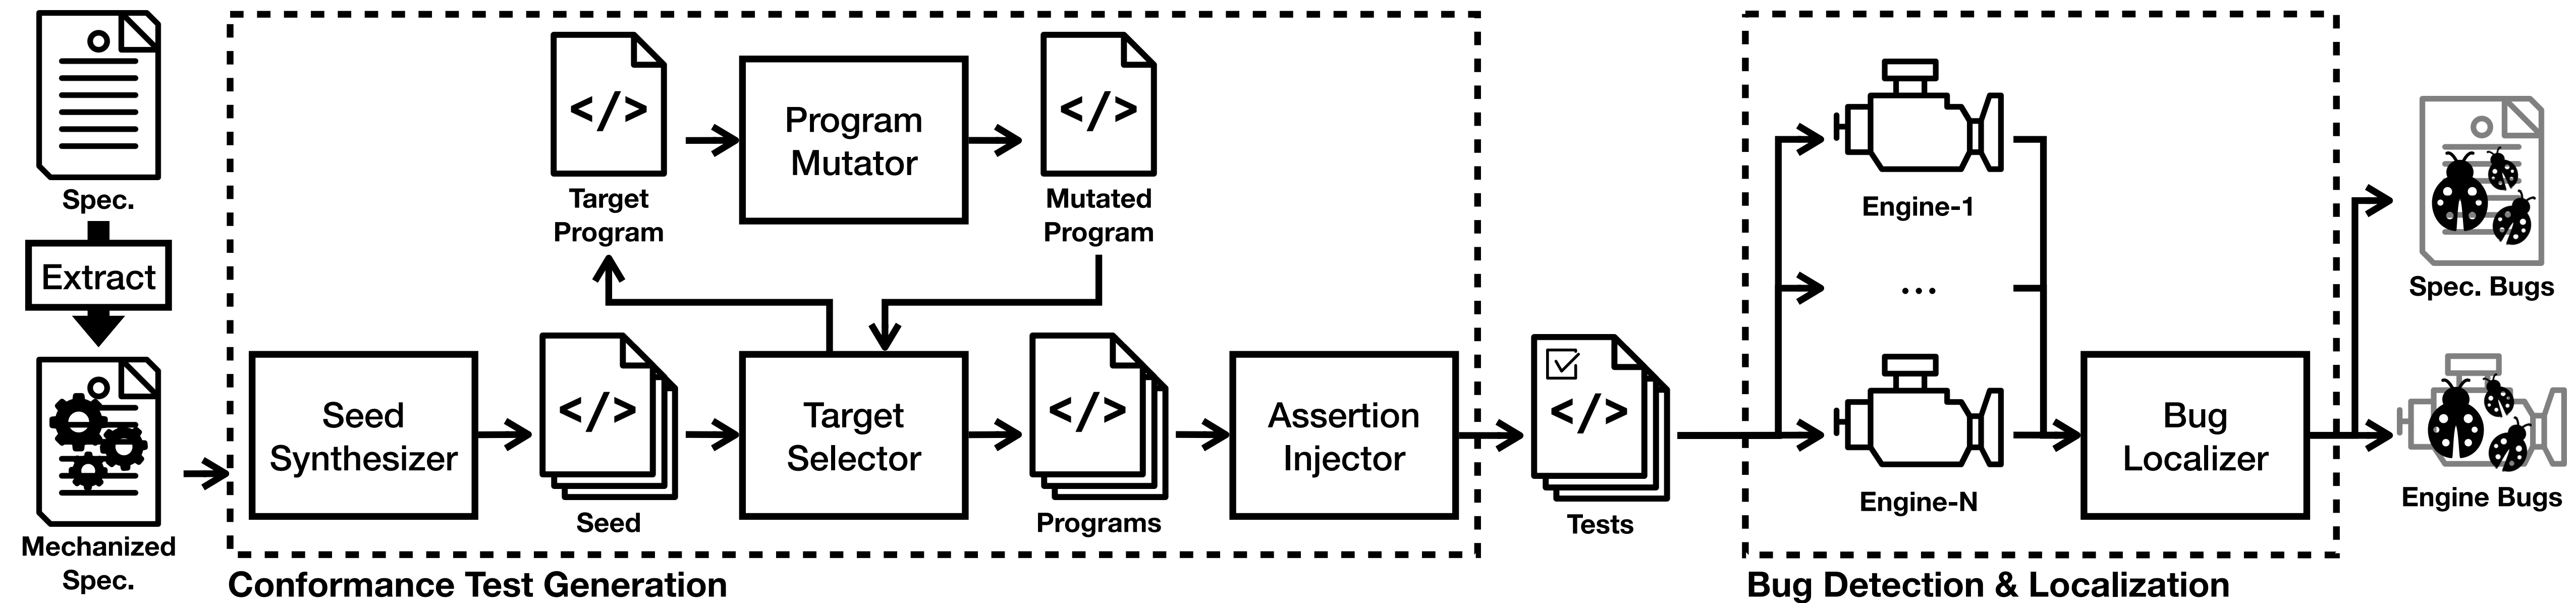 Spec.
Extract
Mechanized
Spec.
</>
Target
Program
Program
Mutator
</>
Mutated
Program
Seed
Synthesizer
</>
Seed
Target
Selector
</>
Programs
Assertion
Injector
Conformance Test Generation
</>
Tests
Engine-1
...
Engine-N
Bug
Localizer
Bug Detection & Localization
Spec. Bugs
Engine Bugs